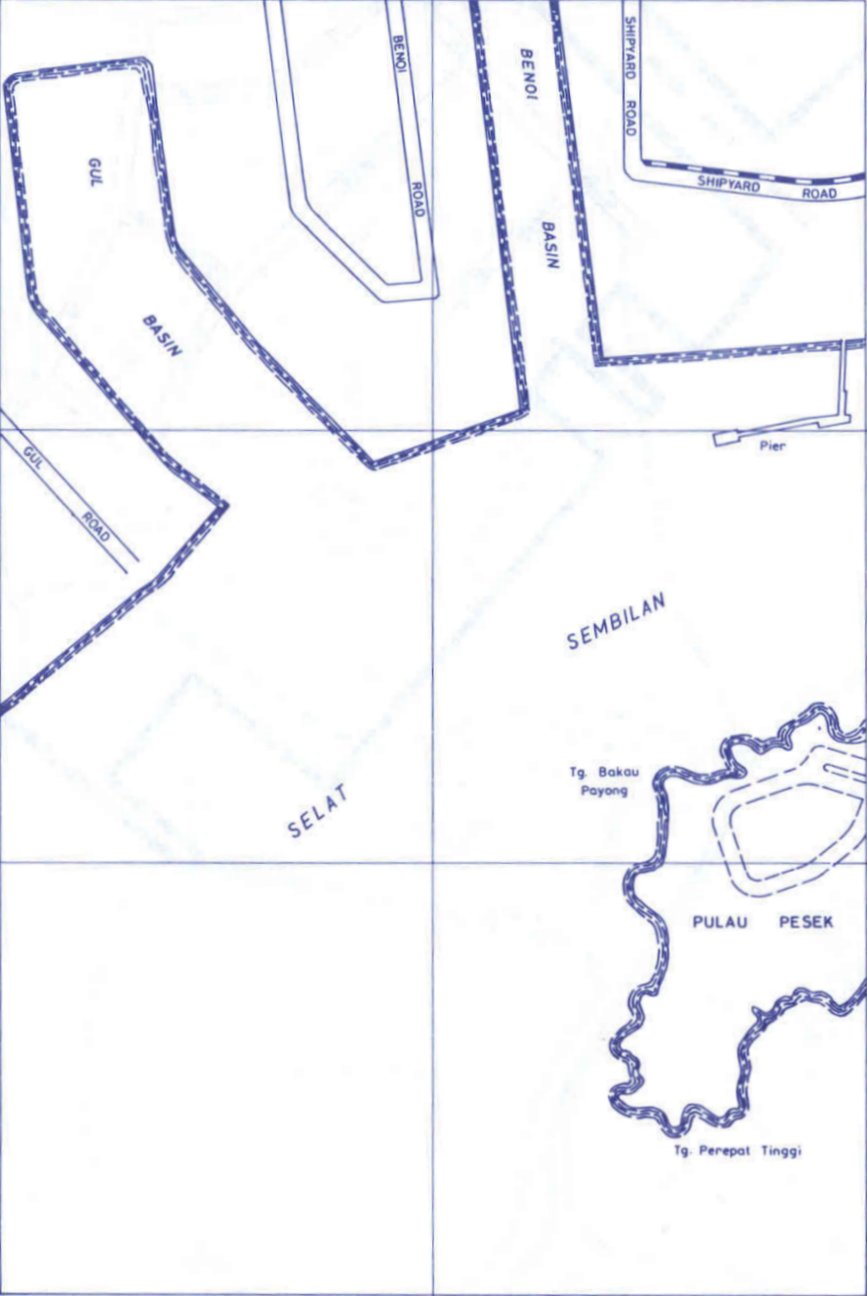 BENOI
ROAD
BENOI
BASIN
SHIPYARD ROAD
SHIPYARD ROAD
GUL
BASIN
GUL
ROAD
Pier
SELAT
SEMBILAN
Tg. Bakau
Payong
PULAU PESEK
Tg. Perepat Tinggi